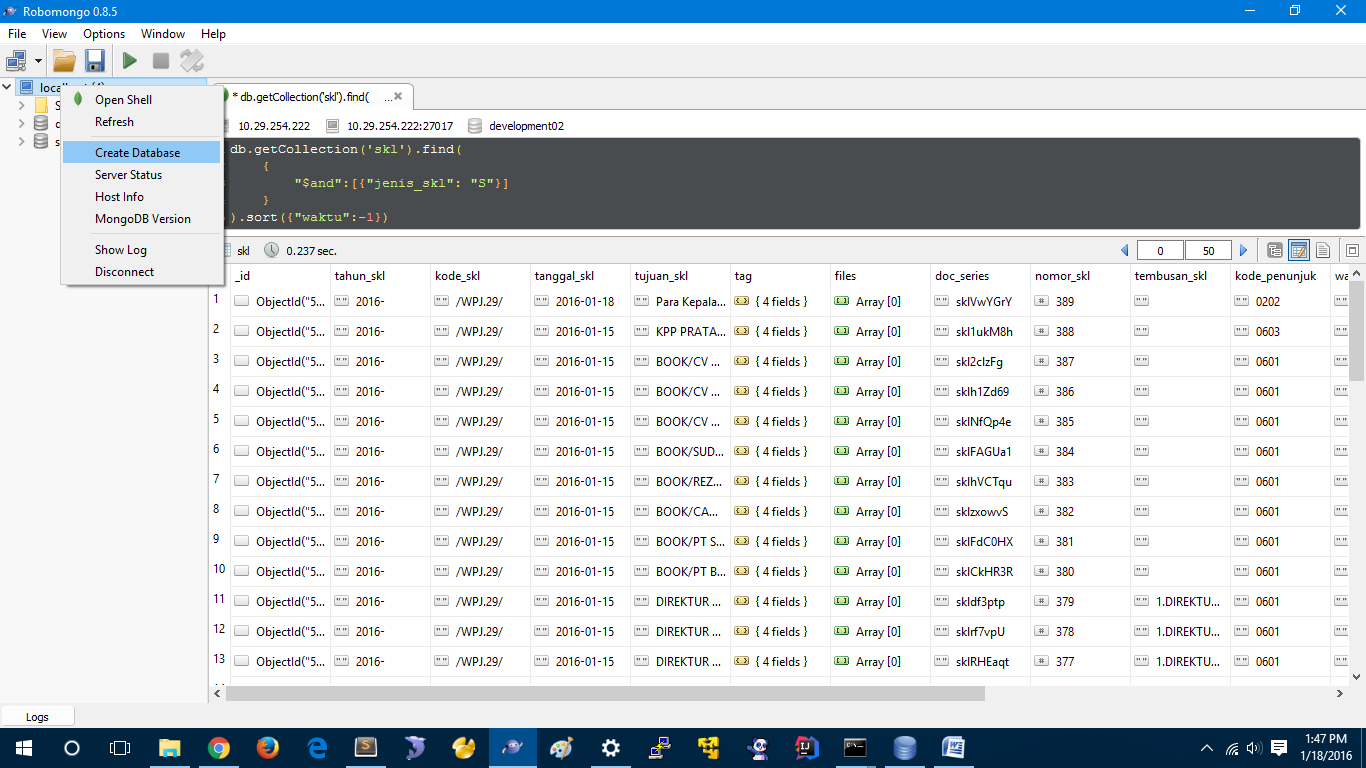 Robomongo 0.8.5
File View Options Window Help
Open Shell
Refresh
Create Database
Server Status
Host Info
MongoDB Version
Show Log
Disconnect
* db.getCollection('skl').find( ...
10.29.254.222 10.29.254.222:27017 development02
db.getCollection('skl').find(
{
"$and":[{"jenis_skl": "S"}]
}
).sort({"waktu":-1})
skl 0.237 sec. 0 50
_id tahun_skl kode_skl tanggal_skl tujuan_skl tag files doc_series nomor_skl tembusan_skl kode_penunjuk wa
1 ObjectId("5... 2016- /WPJ.29/ 2016-01-18 Para Kepala... { 4 fields } Array [0] sklVwYGrY 389 0202
2 ObjectId("5... 2016- /WPJ.29/ 2016-01-15 KPP PRATA... { 4 fields } Array [0] skl1ukM8h 388 0603
3 ObjectId("5... 2016- /WPJ.29/ 2016-01-15 BOOK/CV ... { 4 fields } Array [0] 387 0601
4 ObjectId("5... 2016- /WPJ.29/ 2016-01-15 BOOK/CV ... { 4 fields } Array [0] sklh1Zd69 386 0601
5 ObjectId("5... 2016- /WPJ.29/ 2016-01-15 BOOK/CV ... { 4 fields } Array [0] sklNfQp4e 385 0601
6 ObjectId("5... 2016- /WPJ.29/ 2016-01-15 BOOK/SUD... { 4 fields } Array [0] sklFAGUa1 384 0601
7 ObjectId("5... 2016- /WPJ.29/ 2016-01-15 BOOK/REZ... { 4 fields } Array [0] sklhVCTqu 383 0601
8 ObjectId("5... 2016- /WPJ.29/ 2016-01-15 BOOK/CA... { 4 fields } Array [0] sklzxowvS 382 0601
9 ObjectId("5... 2016- /WPJ.29/ 2016-01-15 BOOK/PT S... { 4 fields } Array [0] sklFdC0HX 381 0601
10 ObjectId("5... 2016- /WPJ.29/ 2016-01-15 BOOK/PT B... { 4 fields } Array [0] sklCkHR3R 380 0601
11 ObjectId("5... 2016- /WPJ.29/ 2016-01-15 DIREKTUR ... { 4 fields } Array [0] skldf3ptp 379 1.DIREKTU... 0601
12 ObjectId("5... 2016- /WPJ.29/ 2016-01-15 DIREKTUR ... { 4 fields } Array [0] sklrf7vpU 378 1.DIREKTU... 0601
13 ObjectId("5... 2016- /WPJ.29/ 2016-01-15 DIREKTUR ... { 4 fields } Array [0] sklRHEaqt 377 1.DIREKTU... 0601
Logs
1:47 PM
1/18/2016